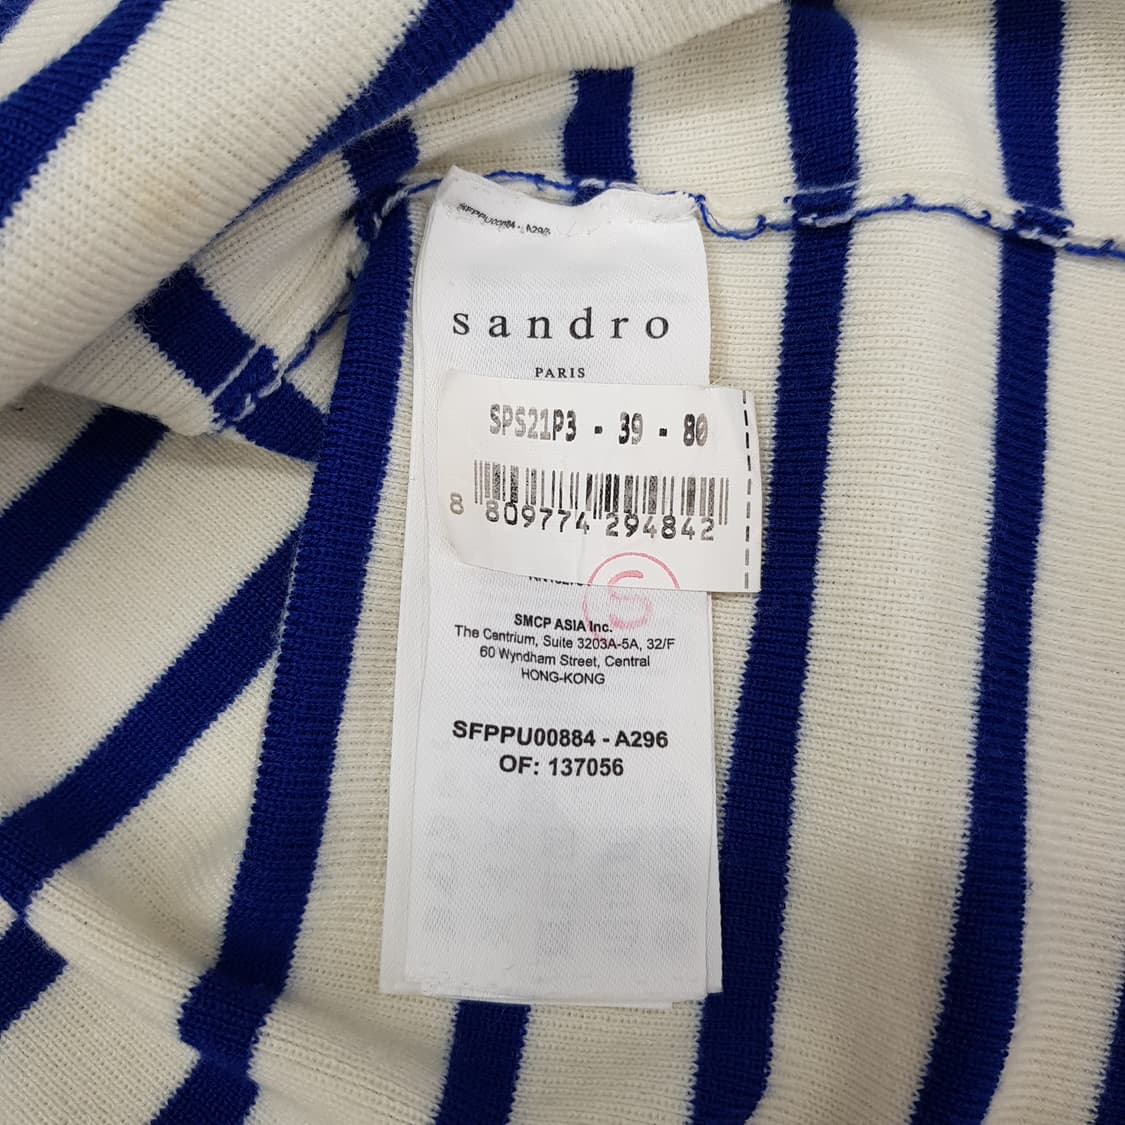 SFPPU00884 - A296
sandro
PARIS
SPS21P3 - 39 - 80
8 809774 294842
S
SMCP ASIA Inc.
The Centrium, Suite 3203A-5A, 32/F
60 Wyndham Street, Central
HONG-KONG
SFPPU00884 - A296
OF: 137056